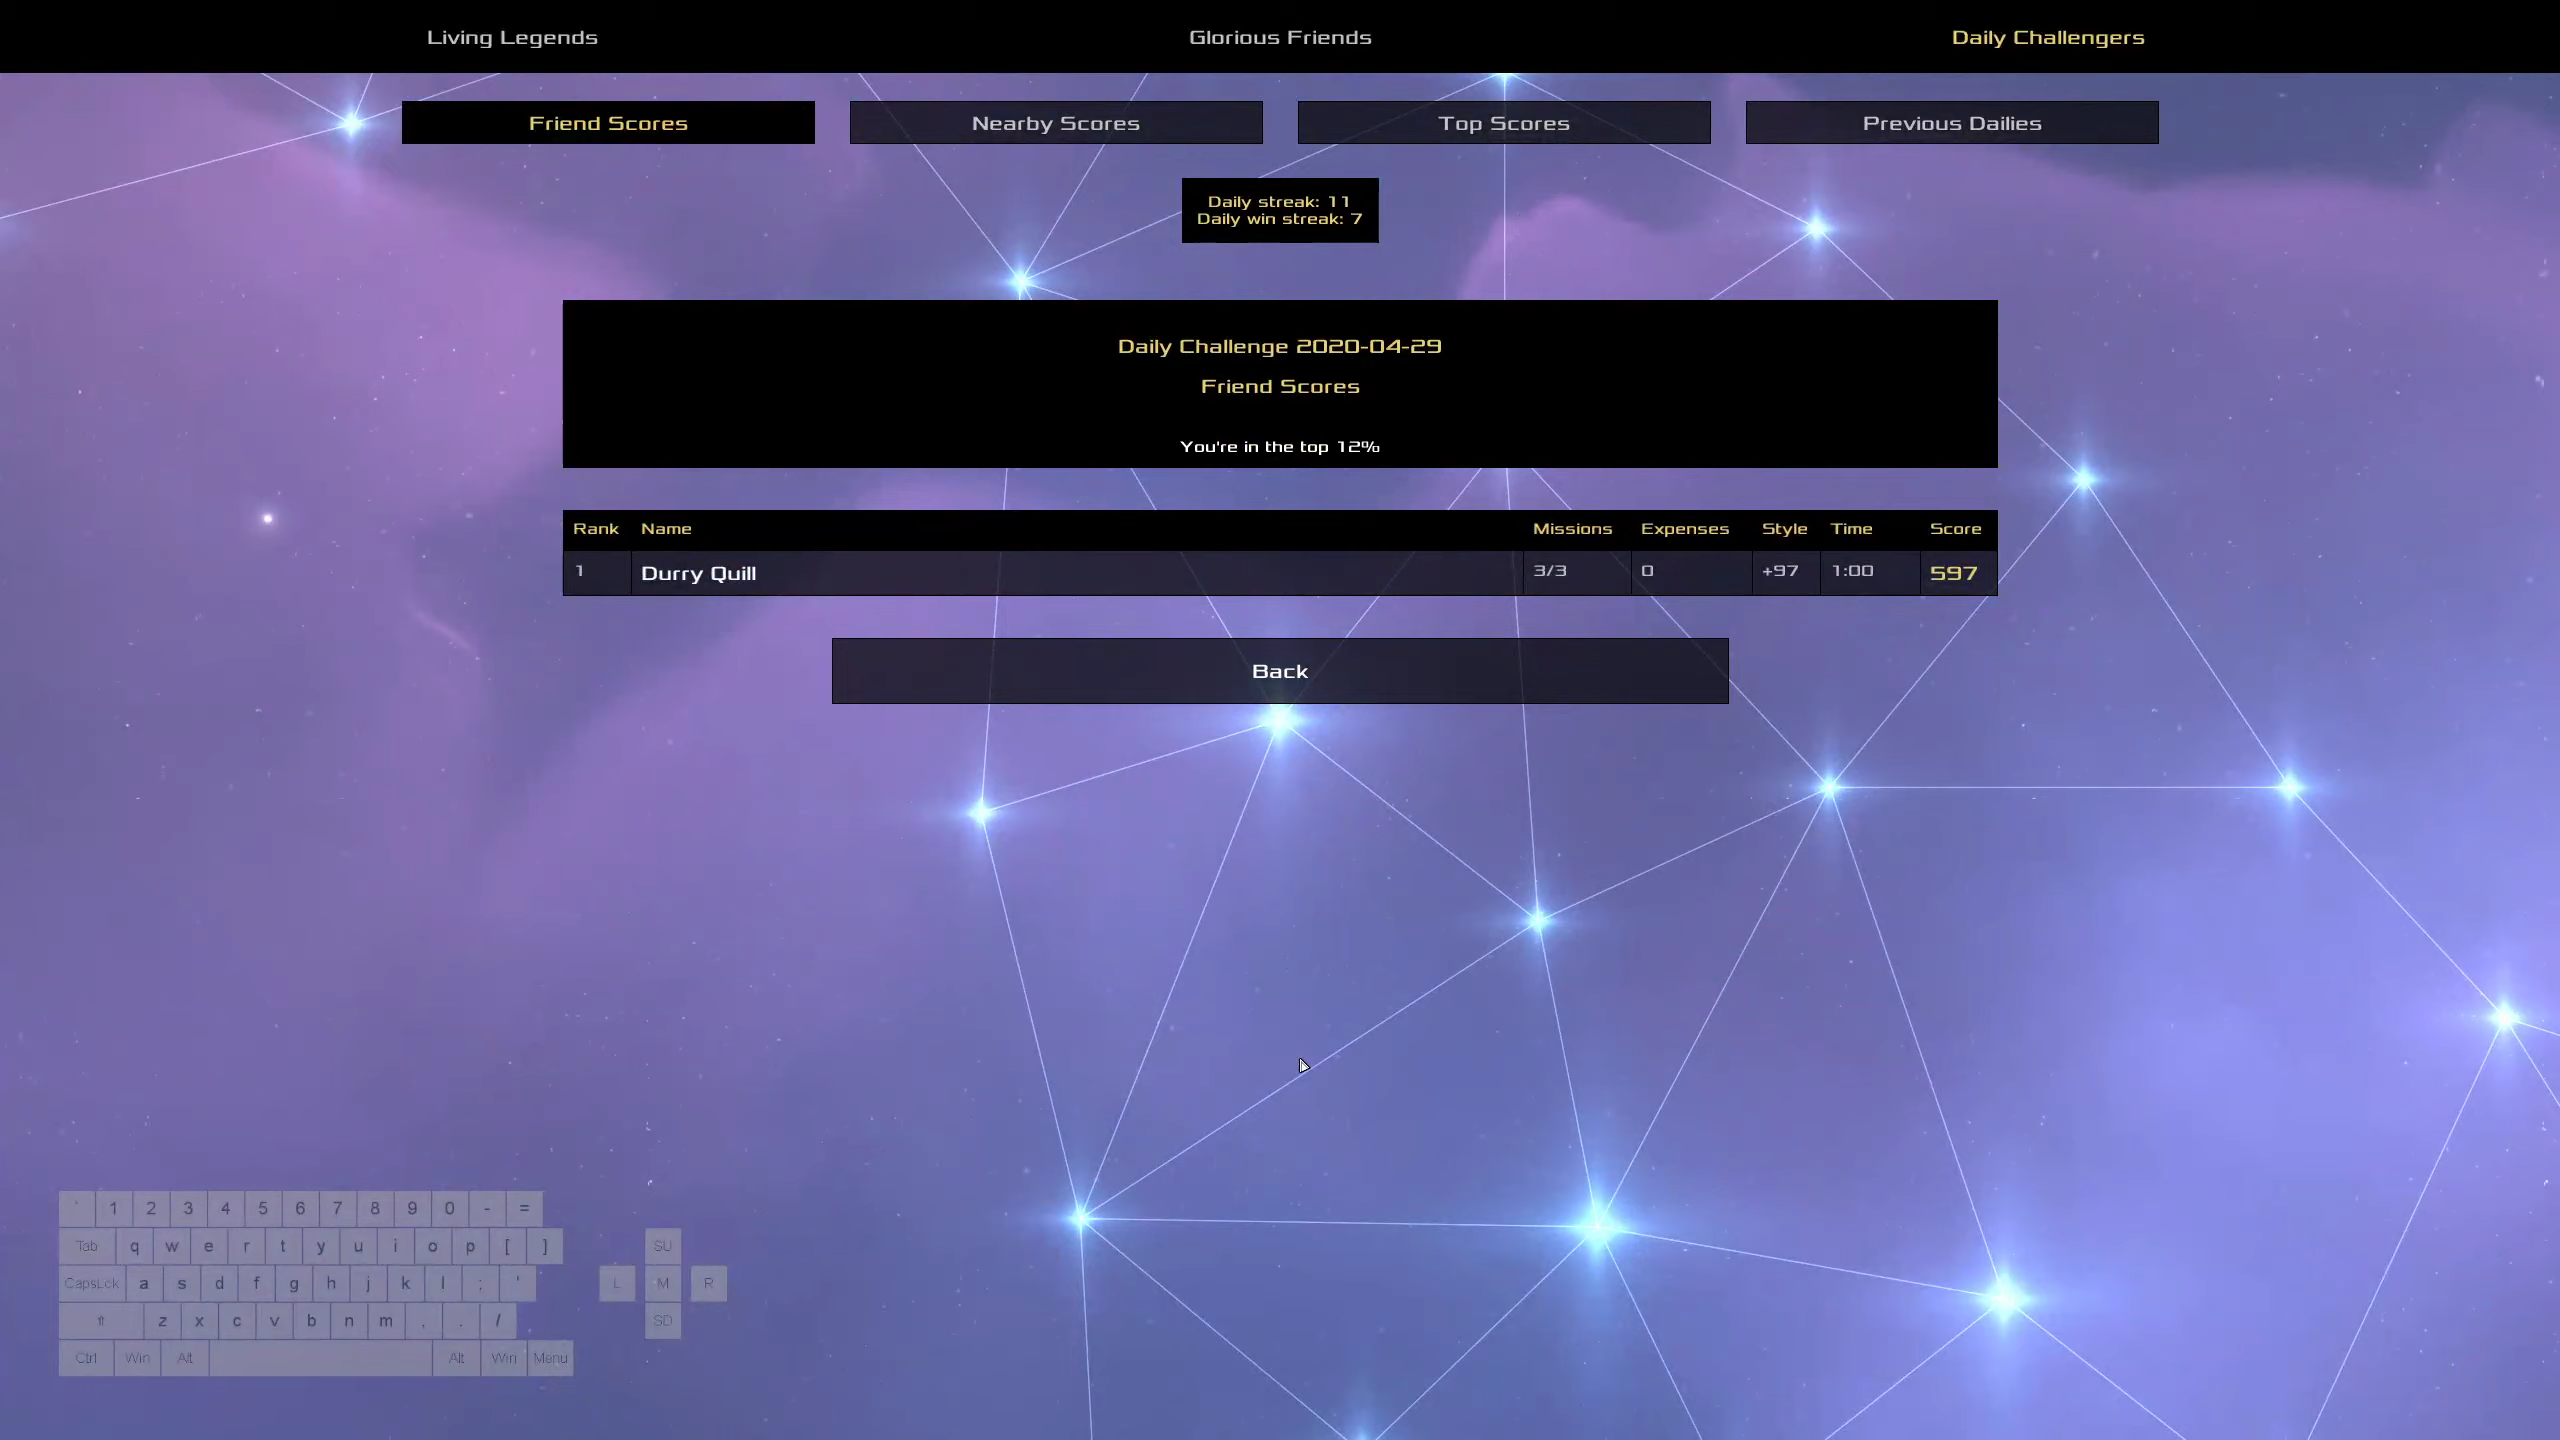 Living Legends Glorious Friends Daily Challengers
Friend Scores Nearby Scores Top Scores Previous Dailies
Daily streak: 11
Daily win streak: 7
Daily Challenge 2020-04-29
Friend Scores
You're in the top 12%
Rank Name Missions Expenses Style Time Score
1 Durry Quill 3/3 0 +97 1:00 597
Back
` 1 2 3 4 5 6 7 8 9 0 - =
Tab q w e r t y u i o p [ ] SU
CapsLck a s d f g h j k l ; ' L M R
⇑ z x c v b n m , . / SD
Ctrl Win Alt Alt Win Menu